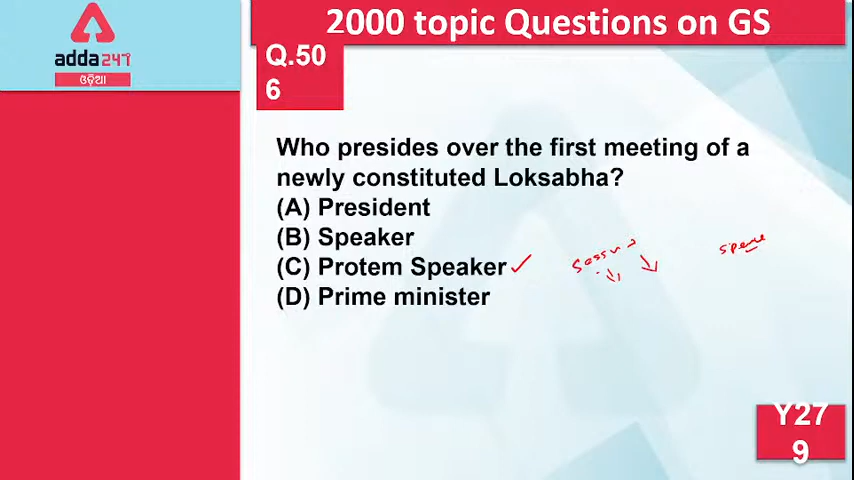 2000 topic Questions on GS
adda247
ଓଡ଼ିଆ
Q.50
6
Who presides over the first meeting of a
newly constituted Loksabha?
(A) President
(B) Speaker
(C) Protem Speaker
(D) Prime minister
Y27
9